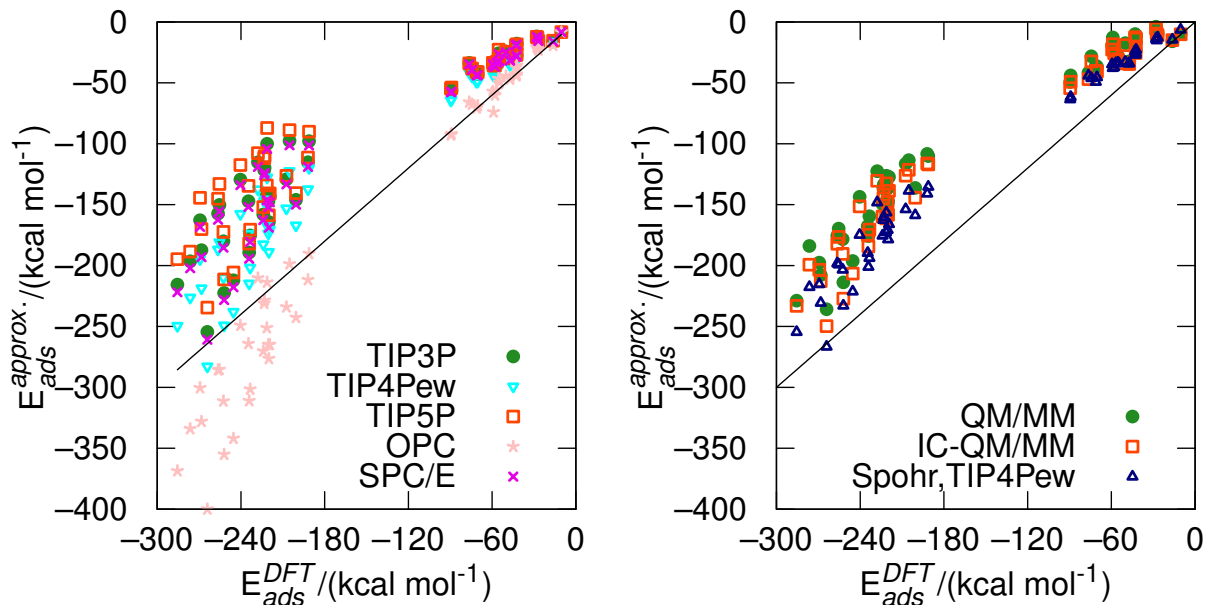 0
−50
−100
−150
−200
−250
−300
−350
−400
E_ads^approx. /(kcal mol^-1)
TIP3P
TIP4Pew
TIP5P
OPC
SPC/E
−300 −240 −180 −120 −60 0
E_ads^DFT /(kcal mol^-1)
0
−50
−100
−150
−200
−250
−300
−350
−400
E_ads^approx. /(kcal mol^-1)
QM/MM
IC-QM/MM
Spohr,TIP4Pew
−300 −240 −180 −120 −60 0
E_ads^DFT /(kcal mol^-1)